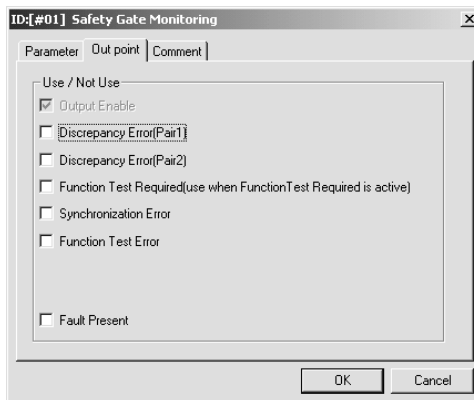 ID:[#01] Safety Gate Monitoring
Parameter Out point Comment
Use / Not Use
Output Enable
Discrepancy Error(Pair1)
Discrepancy Error(Pair2)
Function Test Required(use when FunctionTest Required is active)
Synchronization Error
Function Test Error
Fault Present
OK Cancel